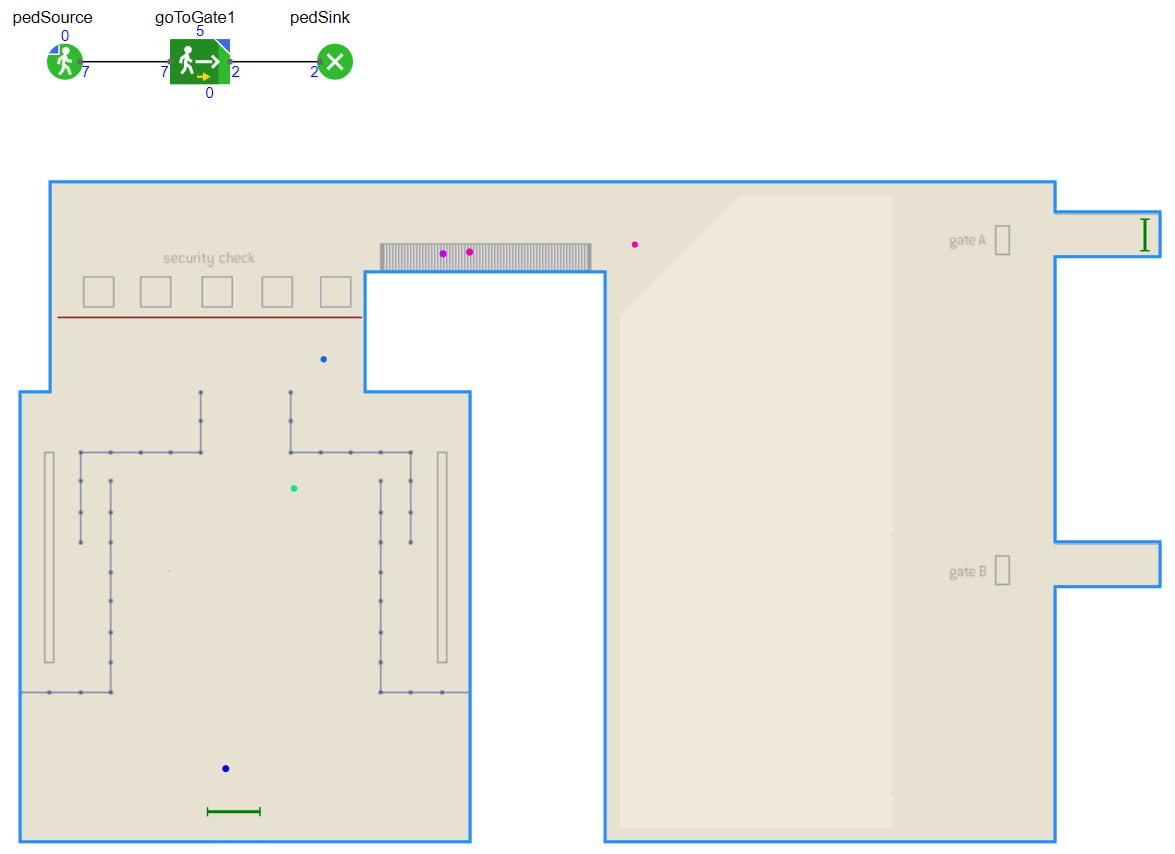 pedSource goToGate1 pedSink
0 5
7 7 2 2
0
security check
gate A
gate B